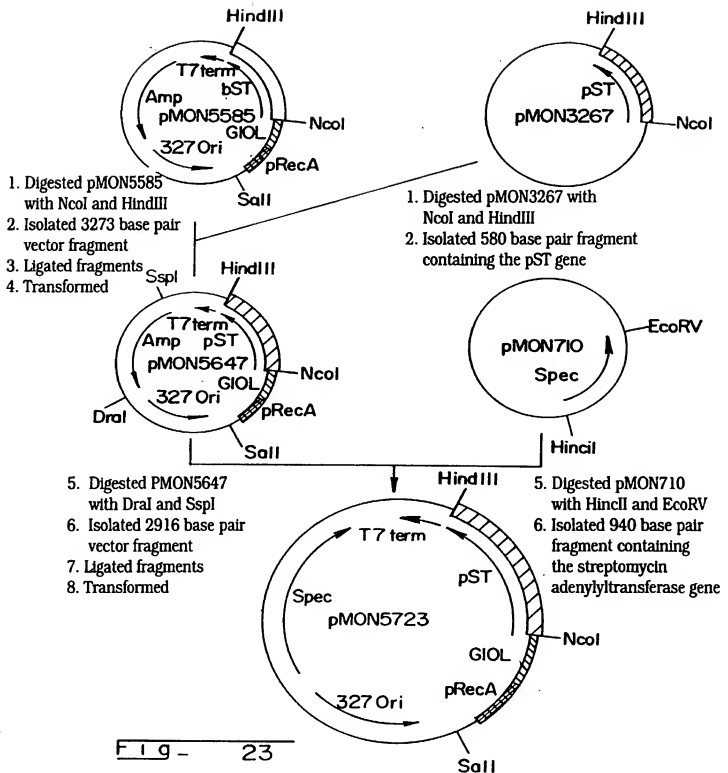 HindIII
T7 term
bST
Amp
pMON5585
GIOL
NcoI
327 Ori
pRecA
SalI
HindIII
pST
pMON3267
NcoI
1. Digested pMON5585
with NcoI and HindIII
2. Isolated 3273 base pair
vector fragment
3. Ligated fragments
4. Transformed
1. Digested pMON3267 with
NcoI and HindIII
2. Isolated 580 base pair fragment
containing the pST gene
SspI
HindIII
T7 term
Amp
pST
pMON5647
GIOL
NcoI
327 Ori
pRecA
DraI
SalI
EcoRV
pMON710
Spec
HinciI
5. Digested PMON5647
with DraI and SspI
6. Isolated 2916 base pair
vector fragment
7. Ligated fragments
8. Transformed
5. Digested pMON710
with HincII and EcoRV
6. Isolated 940 base pair
fragment containing
the streptomycin
adenylyltransferase gene
HindIII
T7 term
pST
Spec
pMON5723
NcoI
GIOL
pRecA
327 Ori
SalI
Fig_ 23